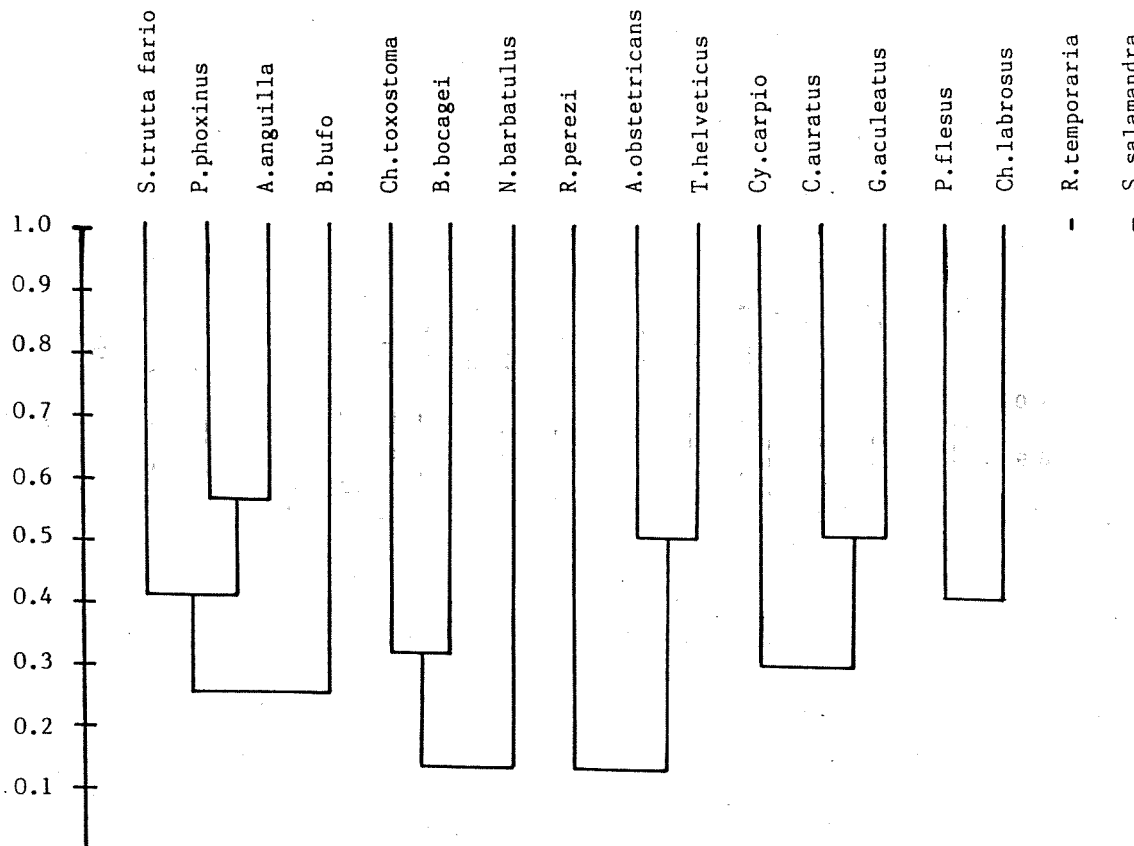 S.trutta fario
P.phoxinus
A.anguilla
B.bufo
Ch.toxostoma
B.bocagei
N.barbatulus
R.perezi
A.obstetricans
T.helveticus
Cy.carpio
C.auratus
G.aculeatus
P.flesus
Ch.labrosus
R.temporaria
S.salamandra
1.0
0.9
0.8
0.7
0.6
0.5
0.4
0.3
0.2
0.1